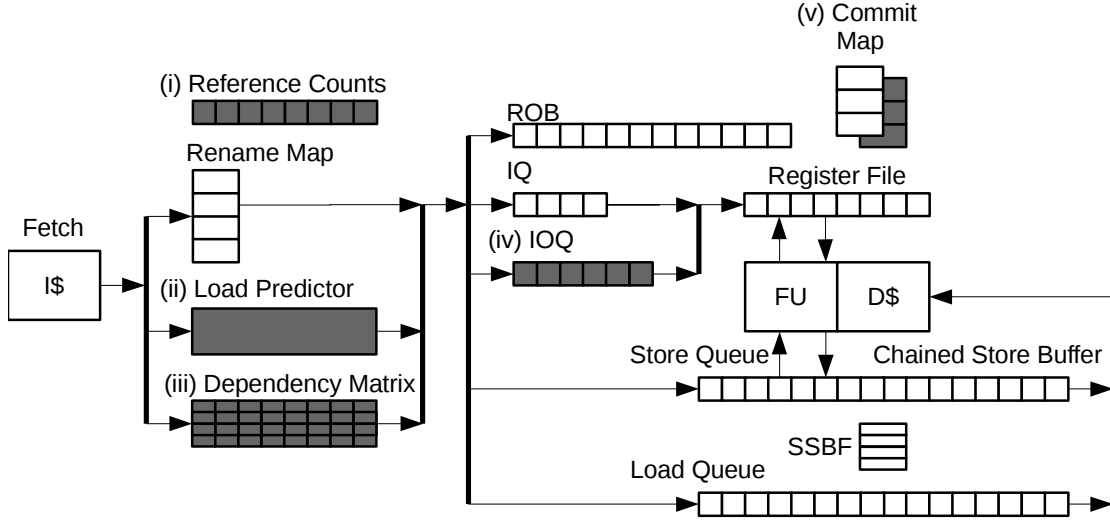 (v) Commit
Map
(i) Reference Counts
ROB
Rename Map
IQ
Register File
Fetch
(iv) IOQ
I$
(ii) Load Predictor
FU
D$
Store Queue
Chained Store Buffer
(iii) Dependency Matrix
SSBF
Load Queue